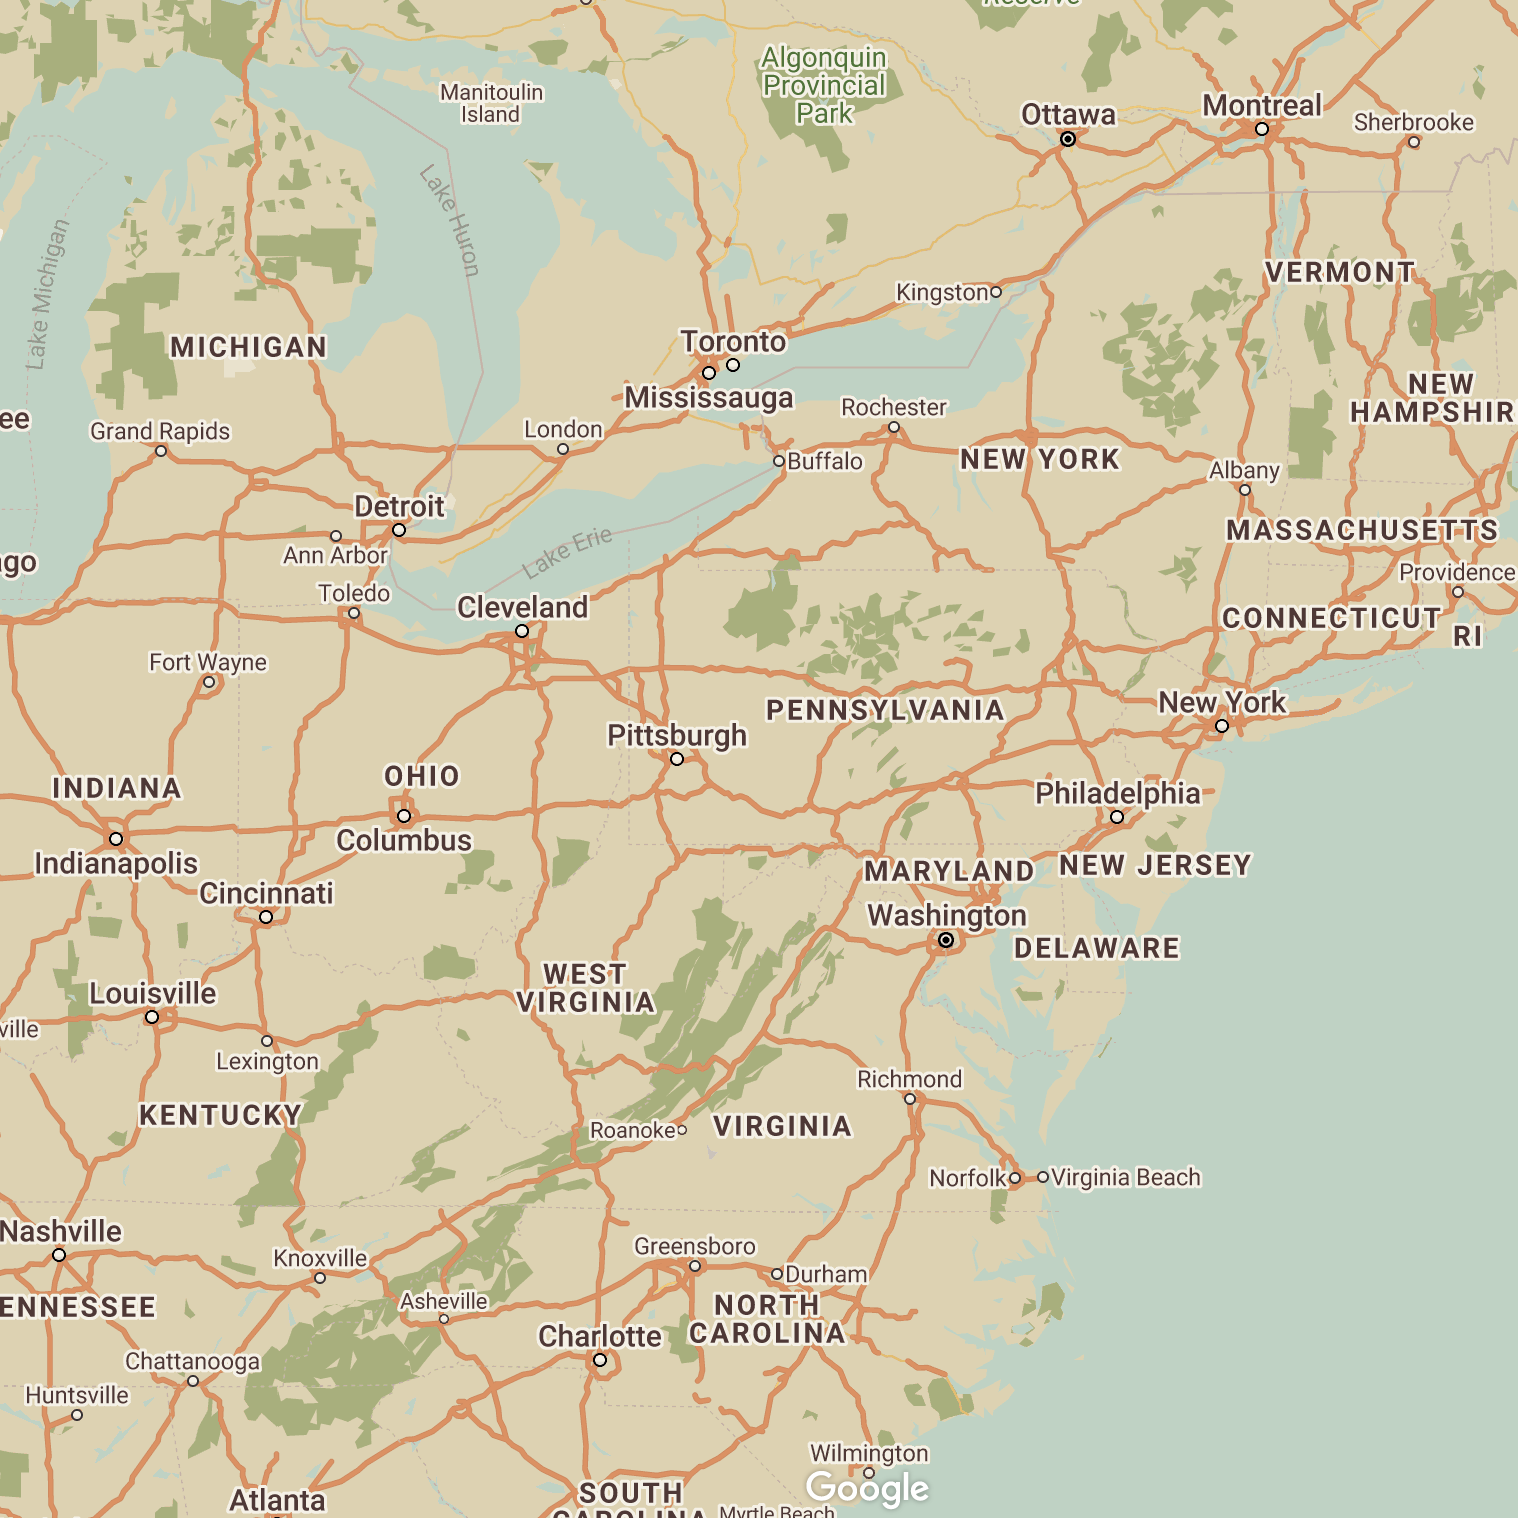 Reserve
Algonquin
Provincial
Park
Manitoulin
Island
Ottawa
Montreal
Sherbrooke
Lake Huron
Lake Michigan
VERMONT
Kingston
MICHIGAN
Toronto
Mississauga
NEW
HAMPSHIR
ee
Grand Rapids
London
Rochester
Buffalo
NEW YORK
Albany
Detroit
Ann Arbor
Lake Erie
MASSACHUSETTS
ago
Toledo
Cleveland
Providence
CONNECTICUT
RI
Fort Wayne
New York
PENNSYLVANIA
Pittsburgh
INDIANA
OHIO
Philadelphia
Columbus
Indianapolis
MARYLAND
NEW JERSEY
Cincinnati
Washington
DELAWARE
WEST
VIRGINIA
Louisville
ville
Lexington
Richmond
KENTUCKY
Roanoke
VIRGINIA
Norfolk
Virginia Beach
Nashville
Knoxville
Greensboro
Durham
ENNESSEE
Asheville
NORTH
CAROLINA
Charlotte
Chattanooga
Huntsville
Wilmington
Google
Atlanta
SOUTH
CAROLINA
Myrtle Beach